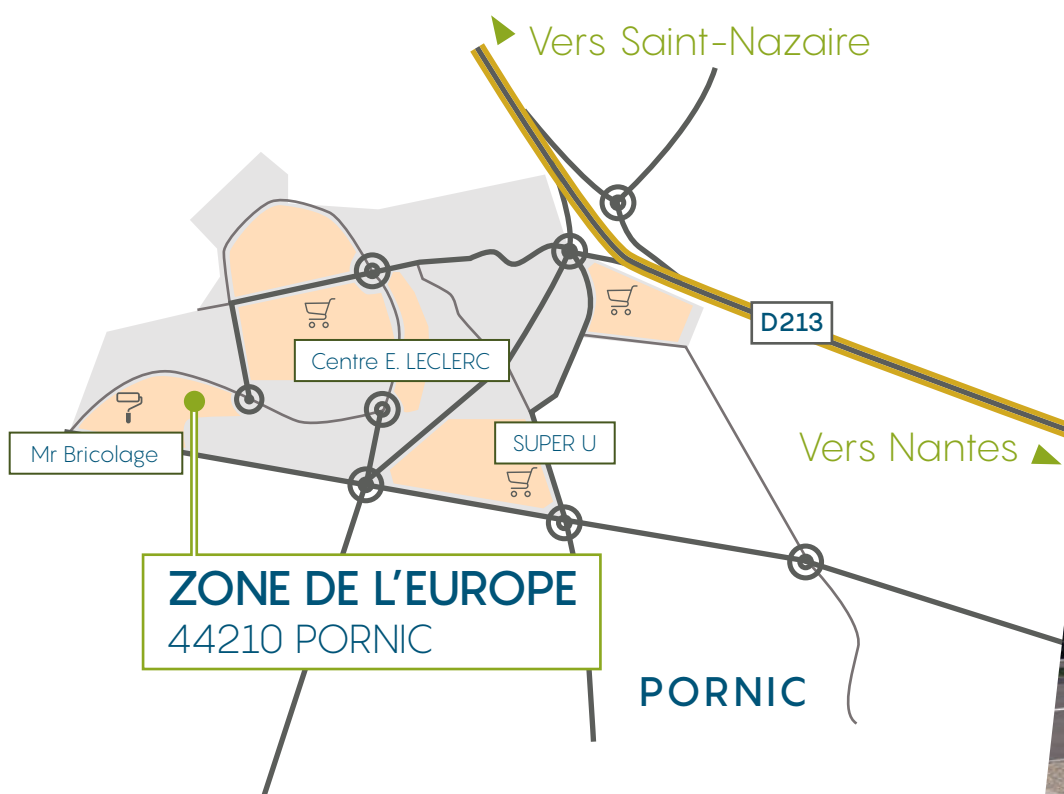 Vers Saint-Nazaire
D213
Centre E. LECLERC
SUPER U
Mr Bricolage
Vers Nantes
ZONE DE L'EUROPE
44210 PORNIC
PORNIC